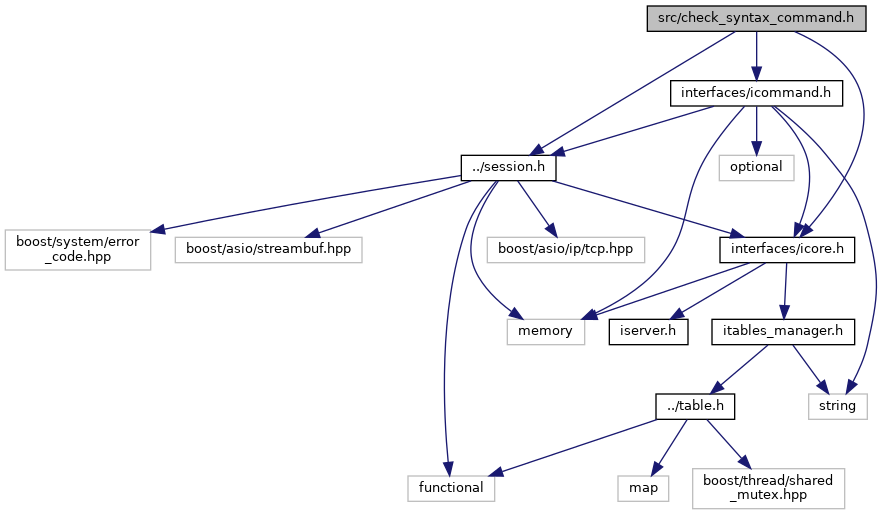 src/check_syntax_command.h
interfaces/icommand.h
../session.h
optional
boost/system/error
_code.hpp
boost/asio/streambuf.hpp
boost/asio/ip/tcp.hpp
interfaces/icore.h
memory
iserver.h
itables_manager.h
../table.h
string
functional
map
boost/thread/shared
_mutex.hpp